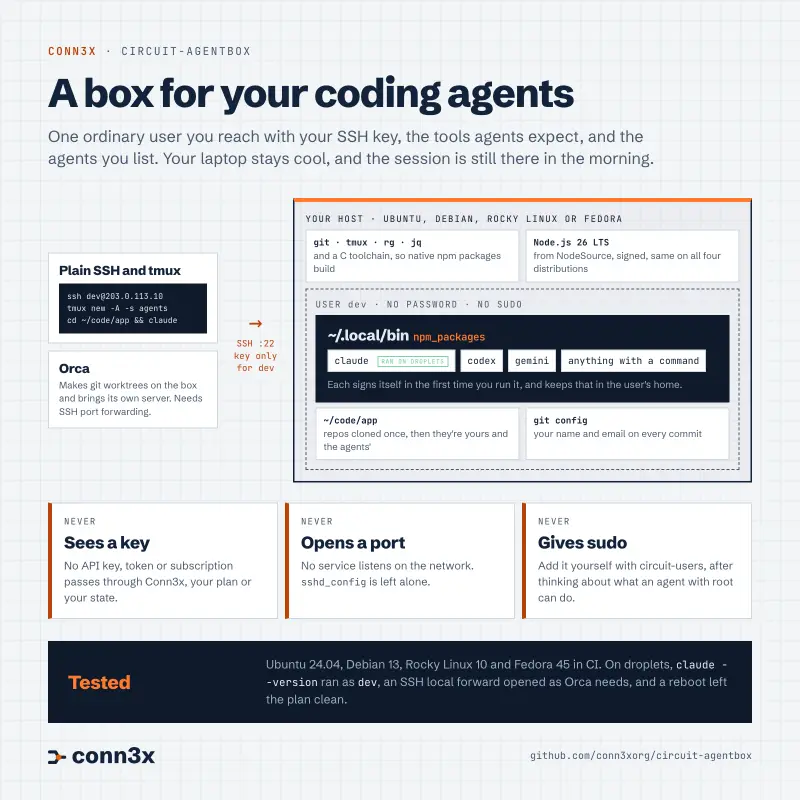 CONN3X · CIRCUIT-AGENTBOX
A box for your coding agents
One ordinary user you reach with your SSH key, the tools agents expect, and the
agents you list. Your laptop stays cool, and the session is still there in the morning.
Plain SSH and tmux
ssh dev@203.0.113.10
tmux new -A -s agents
cd ~/code/app && claude
Orca
Makes git worktrees on the box
and brings its own server. Needs
SSH port forwarding.
→
SSH :22
key only
for dev
YOUR HOST · UBUNTU, DEBIAN, ROCKY LINUX OR FEDORA
git · tmux · rg · jq
and a C toolchain, so native npm packages
build
Node.js 26 LTS
from NodeSource, signed, same on all four
distributions
USER dev · NO PASSWORD · NO SUDO
~/.local/bin npm_packages
claude RAN ON DROPLETS codex gemini anything with a command
Each signs itself in the first time you run it, and keeps that in the user's home.
~/code/app
repos cloned once, then they're yours and
the agents'
git config
your name and email on every commit
NEVER
Sees a key
No API key, token or subscription
passes through Conn3x, your plan or
your state.
NEVER
Opens a port
No service listens on the network.
sshd_config is left alone.
NEVER
Gives sudo
Add it yourself with circuit-users, after
thinking about what an agent with root
can do.
Tested
Ubuntu 24.04, Debian 13, Rocky Linux 10 and Fedora 45 in CI. On droplets, claude -
-version ran as dev, an SSH local forward opened as Orca needs, and a reboot left
the plan clean.
conn3x
github.com/conn3xorg/circuit-agentbox